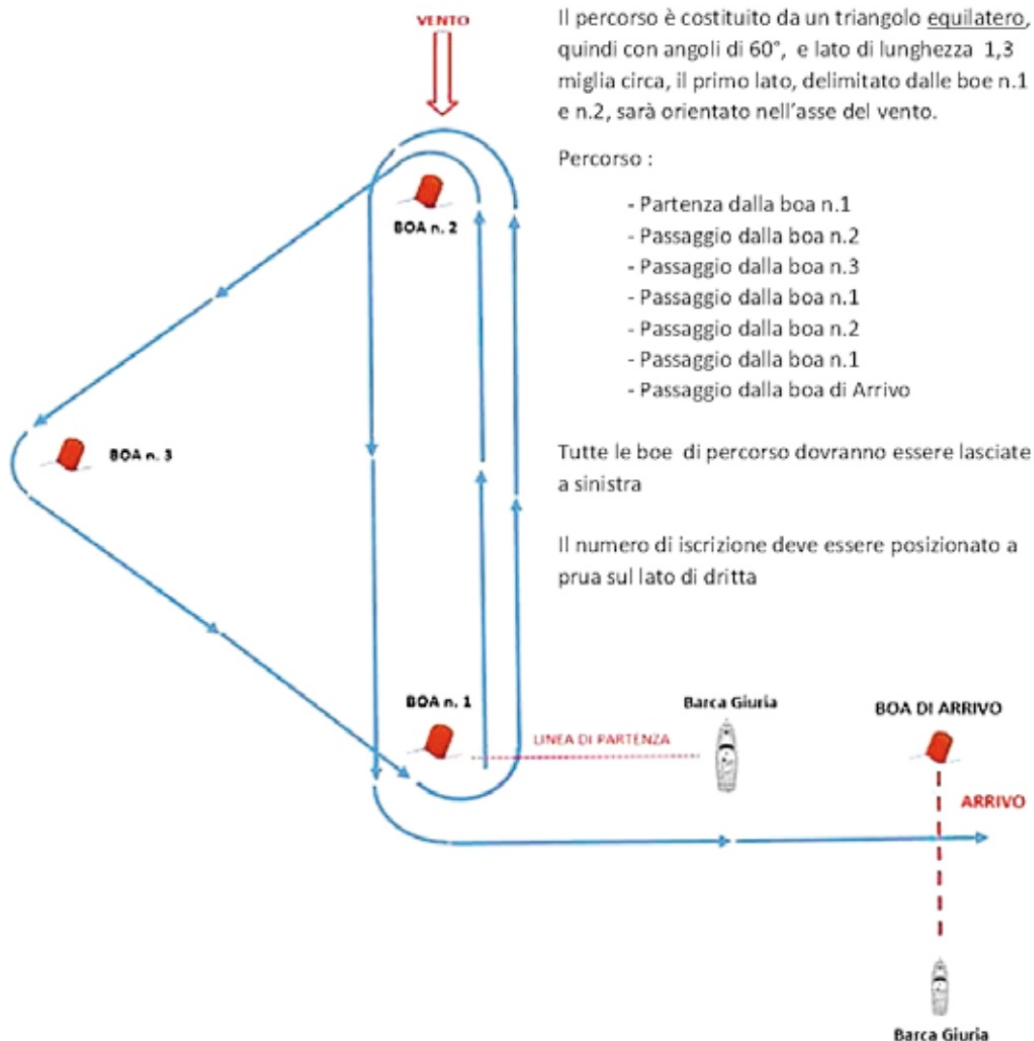 VENTO
Il percorso è costituito da un triangolo equilatero,
quindi con angoli di 60°, e lato di lunghezza 1,3
miglia circa, il primo lato, delimitato dalle boe n.1
e n.2, sarà orientato nell'asse del vento.
Percorso :
- Partenza dalla boa n.1
- Passaggio dalla boa n.2
- Passaggio dalla boa n.3
- Passaggio dalla boa n.1
- Passaggio dalla boa n.2
- Passaggio dalla boa n.1
- Passaggio dalla boa di Arrivo
Tutte le boe di percorso dovranno essere lasciate
a sinistra
Il numero di iscrizione deve essere posizionato a
prua sul lato di dritta
BOA n. 2
BOA n. 3
BOA n. 1
LINEA DI PARTENZA
Barca Giuria
BOA DI ARRIVO
ARRIVO
Barca Giuria